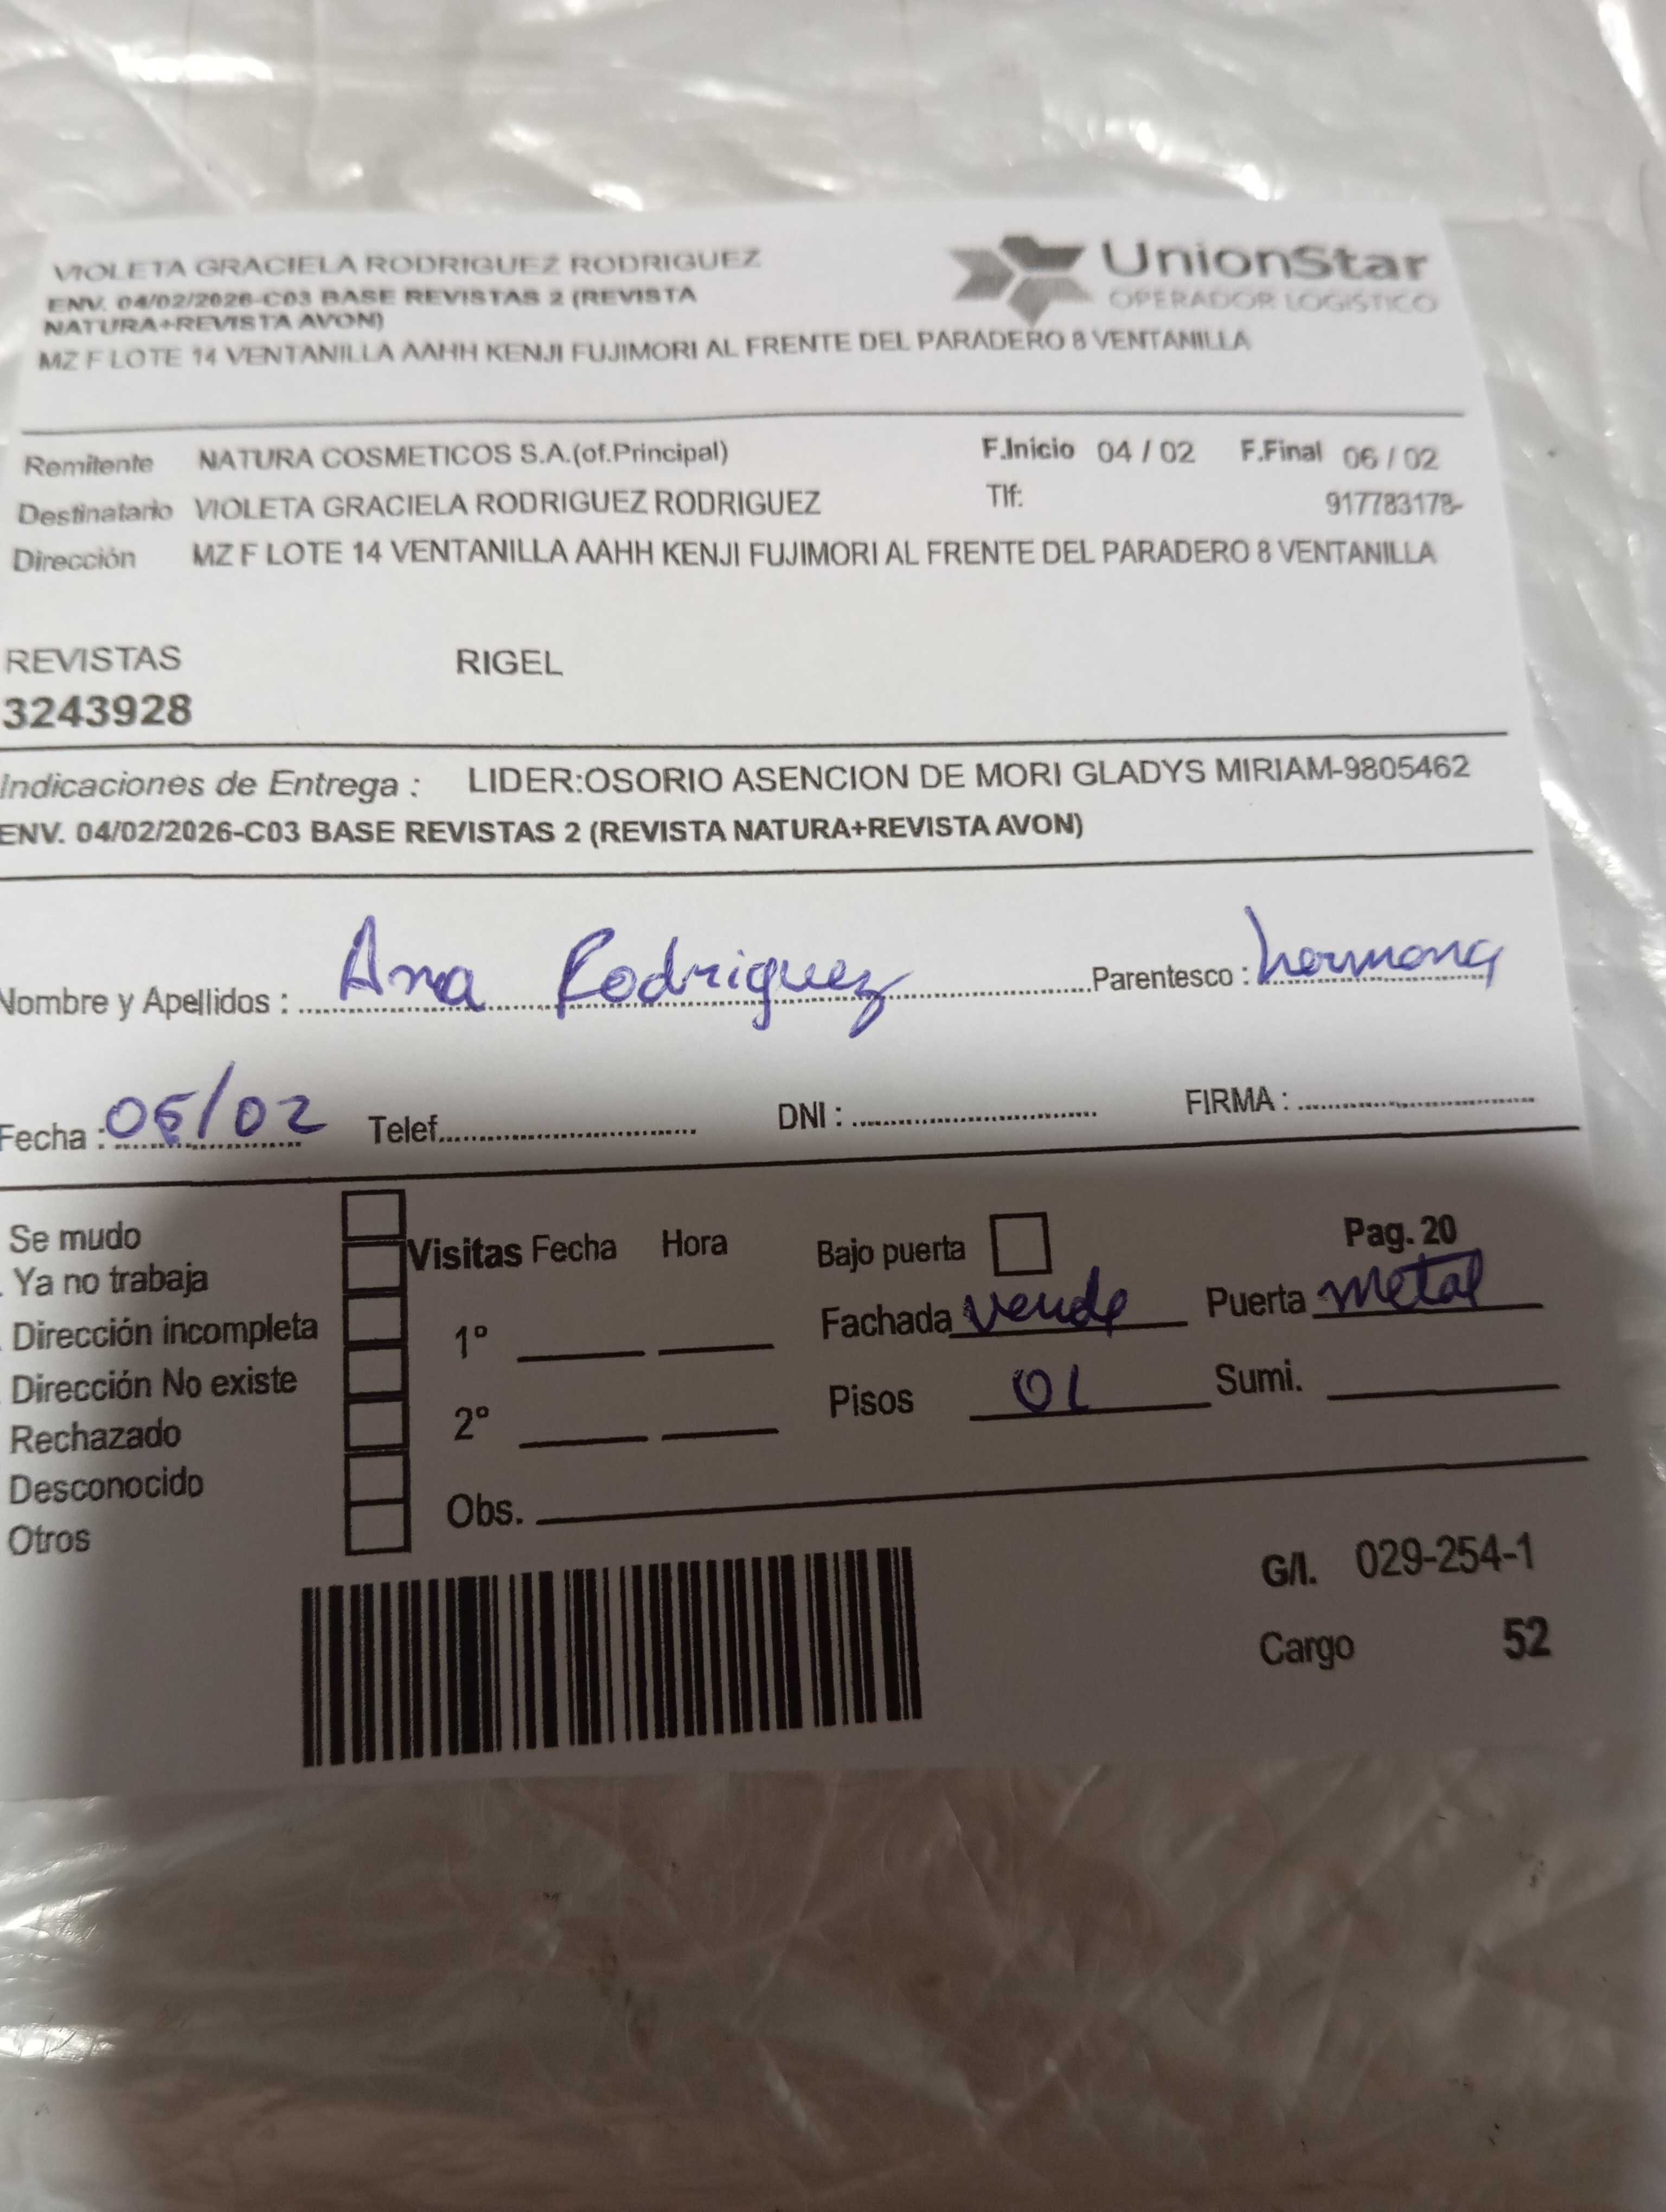 VIOLETA GRACIELA RODRIGUEZ RODRIGUEZ
ENV. 04/02/2026-C03 BASE REVISTAS 2 (REVISTA
NATURA+REVISTA AVON)
MZ F LOTE 14 VENTANILLA AAHH KENJI FUJIMORI AL FRENTE DEL PARADERO 8 VENTANILLA
UnionStar
OPERADOR LOGISTICO
Remitente NATURA COSMETICOS S.A.(of.Principal) F.Inicio 04 / 02 F.Final 06 / 02
Destinatario VIOLETA GRACIELA RODRIGUEZ RODRIGUEZ Tlf: 917783178-
Dirección MZ F LOTE 14 VENTANILLA AAHH KENJI FUJIMORI AL FRENTE DEL PARADERO 8 VENTANILLA
REVISTAS RIGEL
3243928
Indicaciones de Entrega : LIDER:OSORIO ASENCION DE MORI GLADYS MIRIAM-9805462
ENV. 04/02/2026-C03 BASE REVISTAS 2 (REVISTA NATURA+REVISTA AVON)
Nombre y Apellidos : Ana Rodriguez Parentesco : hermana
Fecha : /02 Telef. DNI : FIRMA :
Se mudo
Ya no trabaja
Dirección incompleta
Dirección No existe
Rechazado
Desconocido
Otros
Visitas Fecha Hora
1º
2º
Obs.
Bajo puerta Pag. 20
Fachada verde Puerta metal
Pisos 01 Sumi.
G/I. 029-254-1
Cargo 52